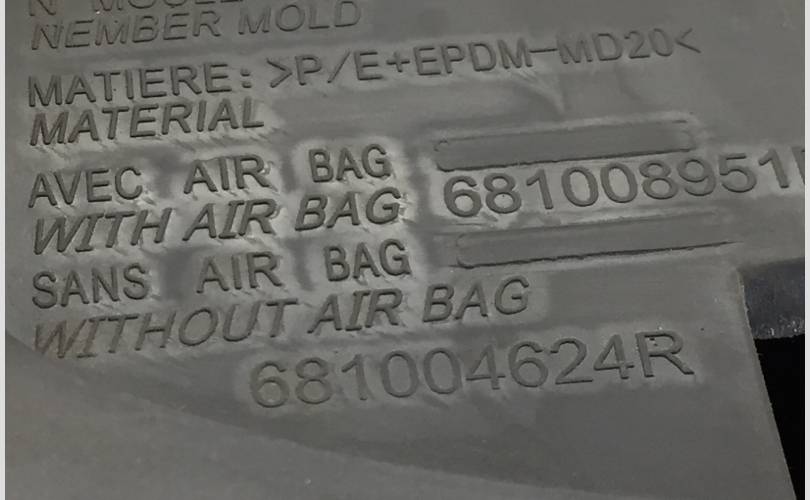 NEMBER MOLD
MATIERE: >P/E+EPDM-MD20<
MATERIAL
AVEC AIR BAG
WITH AIR BAG 681008951
SANS AIR BAG
WITHOUT AIR BAG
681004624R